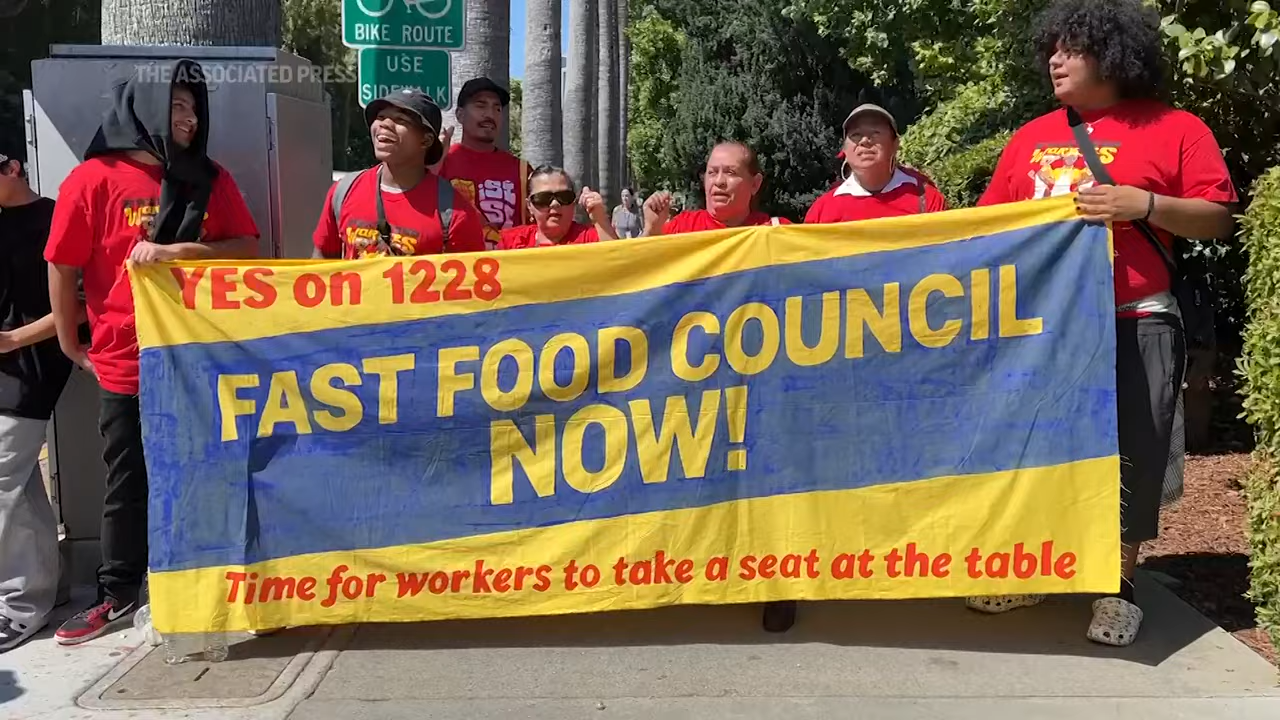 THE ASSOCIATED PRESS
BIKE ROUTE
USE
SIDEWALK
YES on 1228
FAST FOOD COUNCIL
NOW!
Time for workers to take a seat at the table